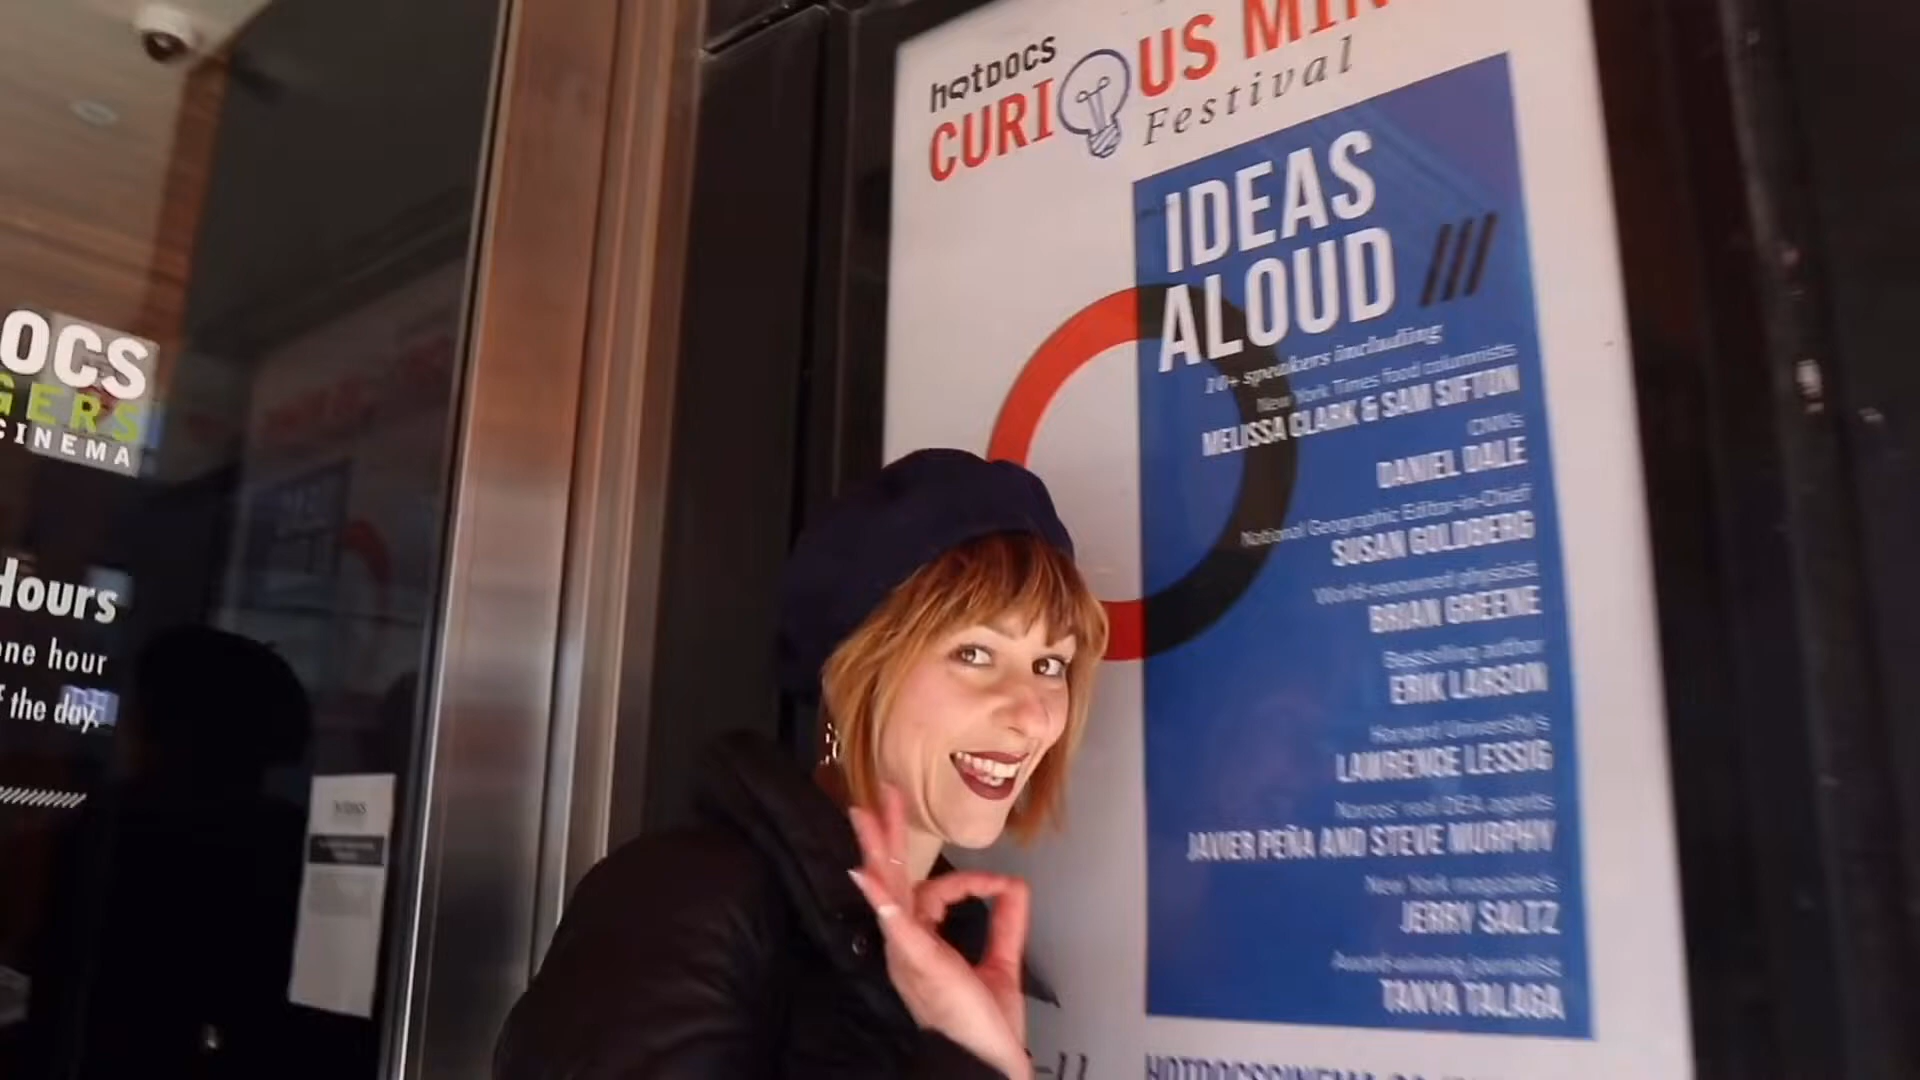 hotDOCS
CURIOUS MIN
Festival
IDEAS
ALOUD ///
10+ speakers including
New York Times food columnists
MELISSA CLARK & SAM SIFTON
CNN's
DANIEL DALE
National Geographic Editor-in-Chief
SUSAN GOLDBERG
World-renowned physicist
BRIAN GREENE
Bestselling author
ERIK LARSON
Harvard University's
LAWRENCE LESSIG
Narcos' real DEA agents
JAVIER PEÑA AND STEVE MURPHY
New York magazine's
JERRY SALTZ
Award-winning journalist
TANYA TALAGA
-11
OCS
GERS
CINEMA
Hours
one hour
f the day.